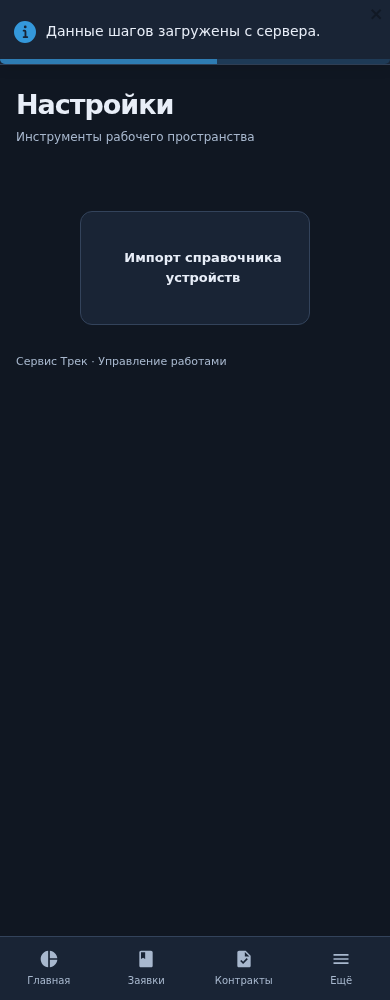 Данные шагов загружены с сервера.
Настройки
Инструменты рабочего пространства
Импорт справочника
устройств
Сервис Трек · Управление работами
Главная
Заявки
Контракты
Ещё